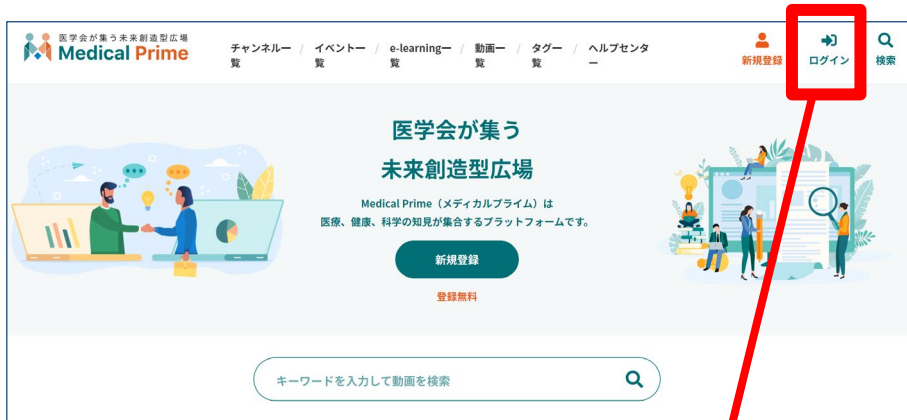 医学会が集う未来創造型広場
Medical Prime
チャンネル一覧 / イベント一覧 / e-learning一覧 / 動画一覧 / タグ一覧 / ヘルプセンター
新規登録
ログイン
検索
医学会が集う
未来創造型広場
Medical Prime（メディカルプライム）は
医療、健康、科学の知見が集合するプラットフォームです。
新規登録
登録無料
キーワードを入力して動画を検索